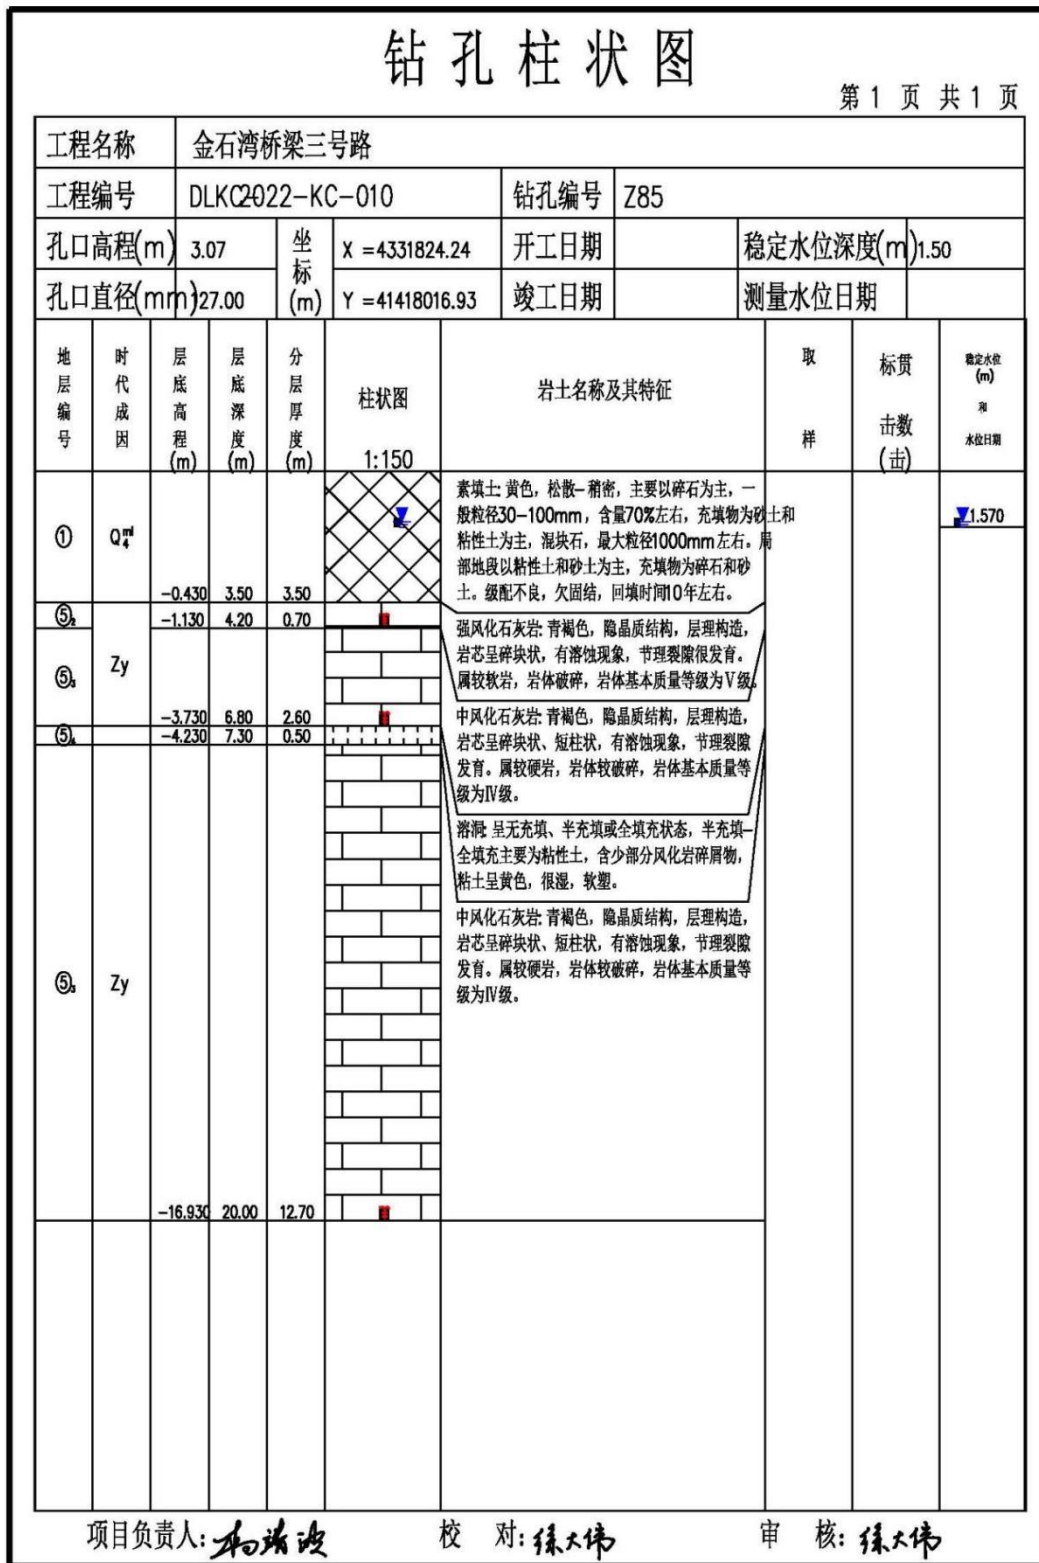 钻孔柱状图
第 1 页 共 1 页
工程名称 金石湾桥梁三号路
工程编号 DLKC2022-KC-010 钻孔编号 Z85
孔口高程(m) 3.07 坐标(m) X =4331824.24 开工日期 稳定水位深度(m) 1.50
孔口直径(mm) 127.00 Y =41418016.93 竣工日期 测量水位日期
地层编号 时代成因 层底高程(m) 层底深度(m) 分层厚度(m) 柱状图 1:150 岩土名称及其特征 取样 标贯击数(击) 稳定水位(m)和水位日期
① Q4ml -0.430 3.50 3.50
素填土: 黄色, 松散-稍密, 主要以碎石为主, 一
般粒径30-100mm, 含量70%左右, 充填物为砂土和
粘性土为主, 混块石, 最大粒径1000mm左右。局
部地段以粘性土和砂土为主, 充填物为碎石和砂
土。级配不良, 欠固结, 回填时间10年左右。
1.570
⑤2 -1.130 4.20 0.70
强风化石灰岩: 青褐色, 隐晶质结构, 层理构造,
岩芯呈碎块状, 有溶蚀现象, 节理裂隙很发育。
属较软岩, 岩体破碎, 岩体基本质量等级为Ⅴ级。
⑤3 Zy -3.730 6.80 2.60
中风化石灰岩: 青褐色, 隐晶质结构, 层理构造,
岩芯呈碎块状、短柱状, 有溶蚀现象, 节理裂隙
发育。属较硬岩, 岩体较破碎, 岩体基本质量等
级为Ⅳ级。
⑤4 -4.230 7.30 0.50
溶洞: 呈无充填、半充填或全填充状态, 半充填-
全填充主要为粘性土, 含少部分风化岩碎屑物,
粘土呈黄色, 很湿, 软塑。
⑤3 Zy -16.930 20.00 12.70
中风化石灰岩: 青褐色, 隐晶质结构, 层理构造,
岩芯呈碎块状、短柱状, 有溶蚀现象, 节理裂隙
发育。属较硬岩, 岩体较破碎, 岩体基本质量等
级为Ⅳ级。
项目负责人: 校 对: 徐大伟 审 核: 徐大伟